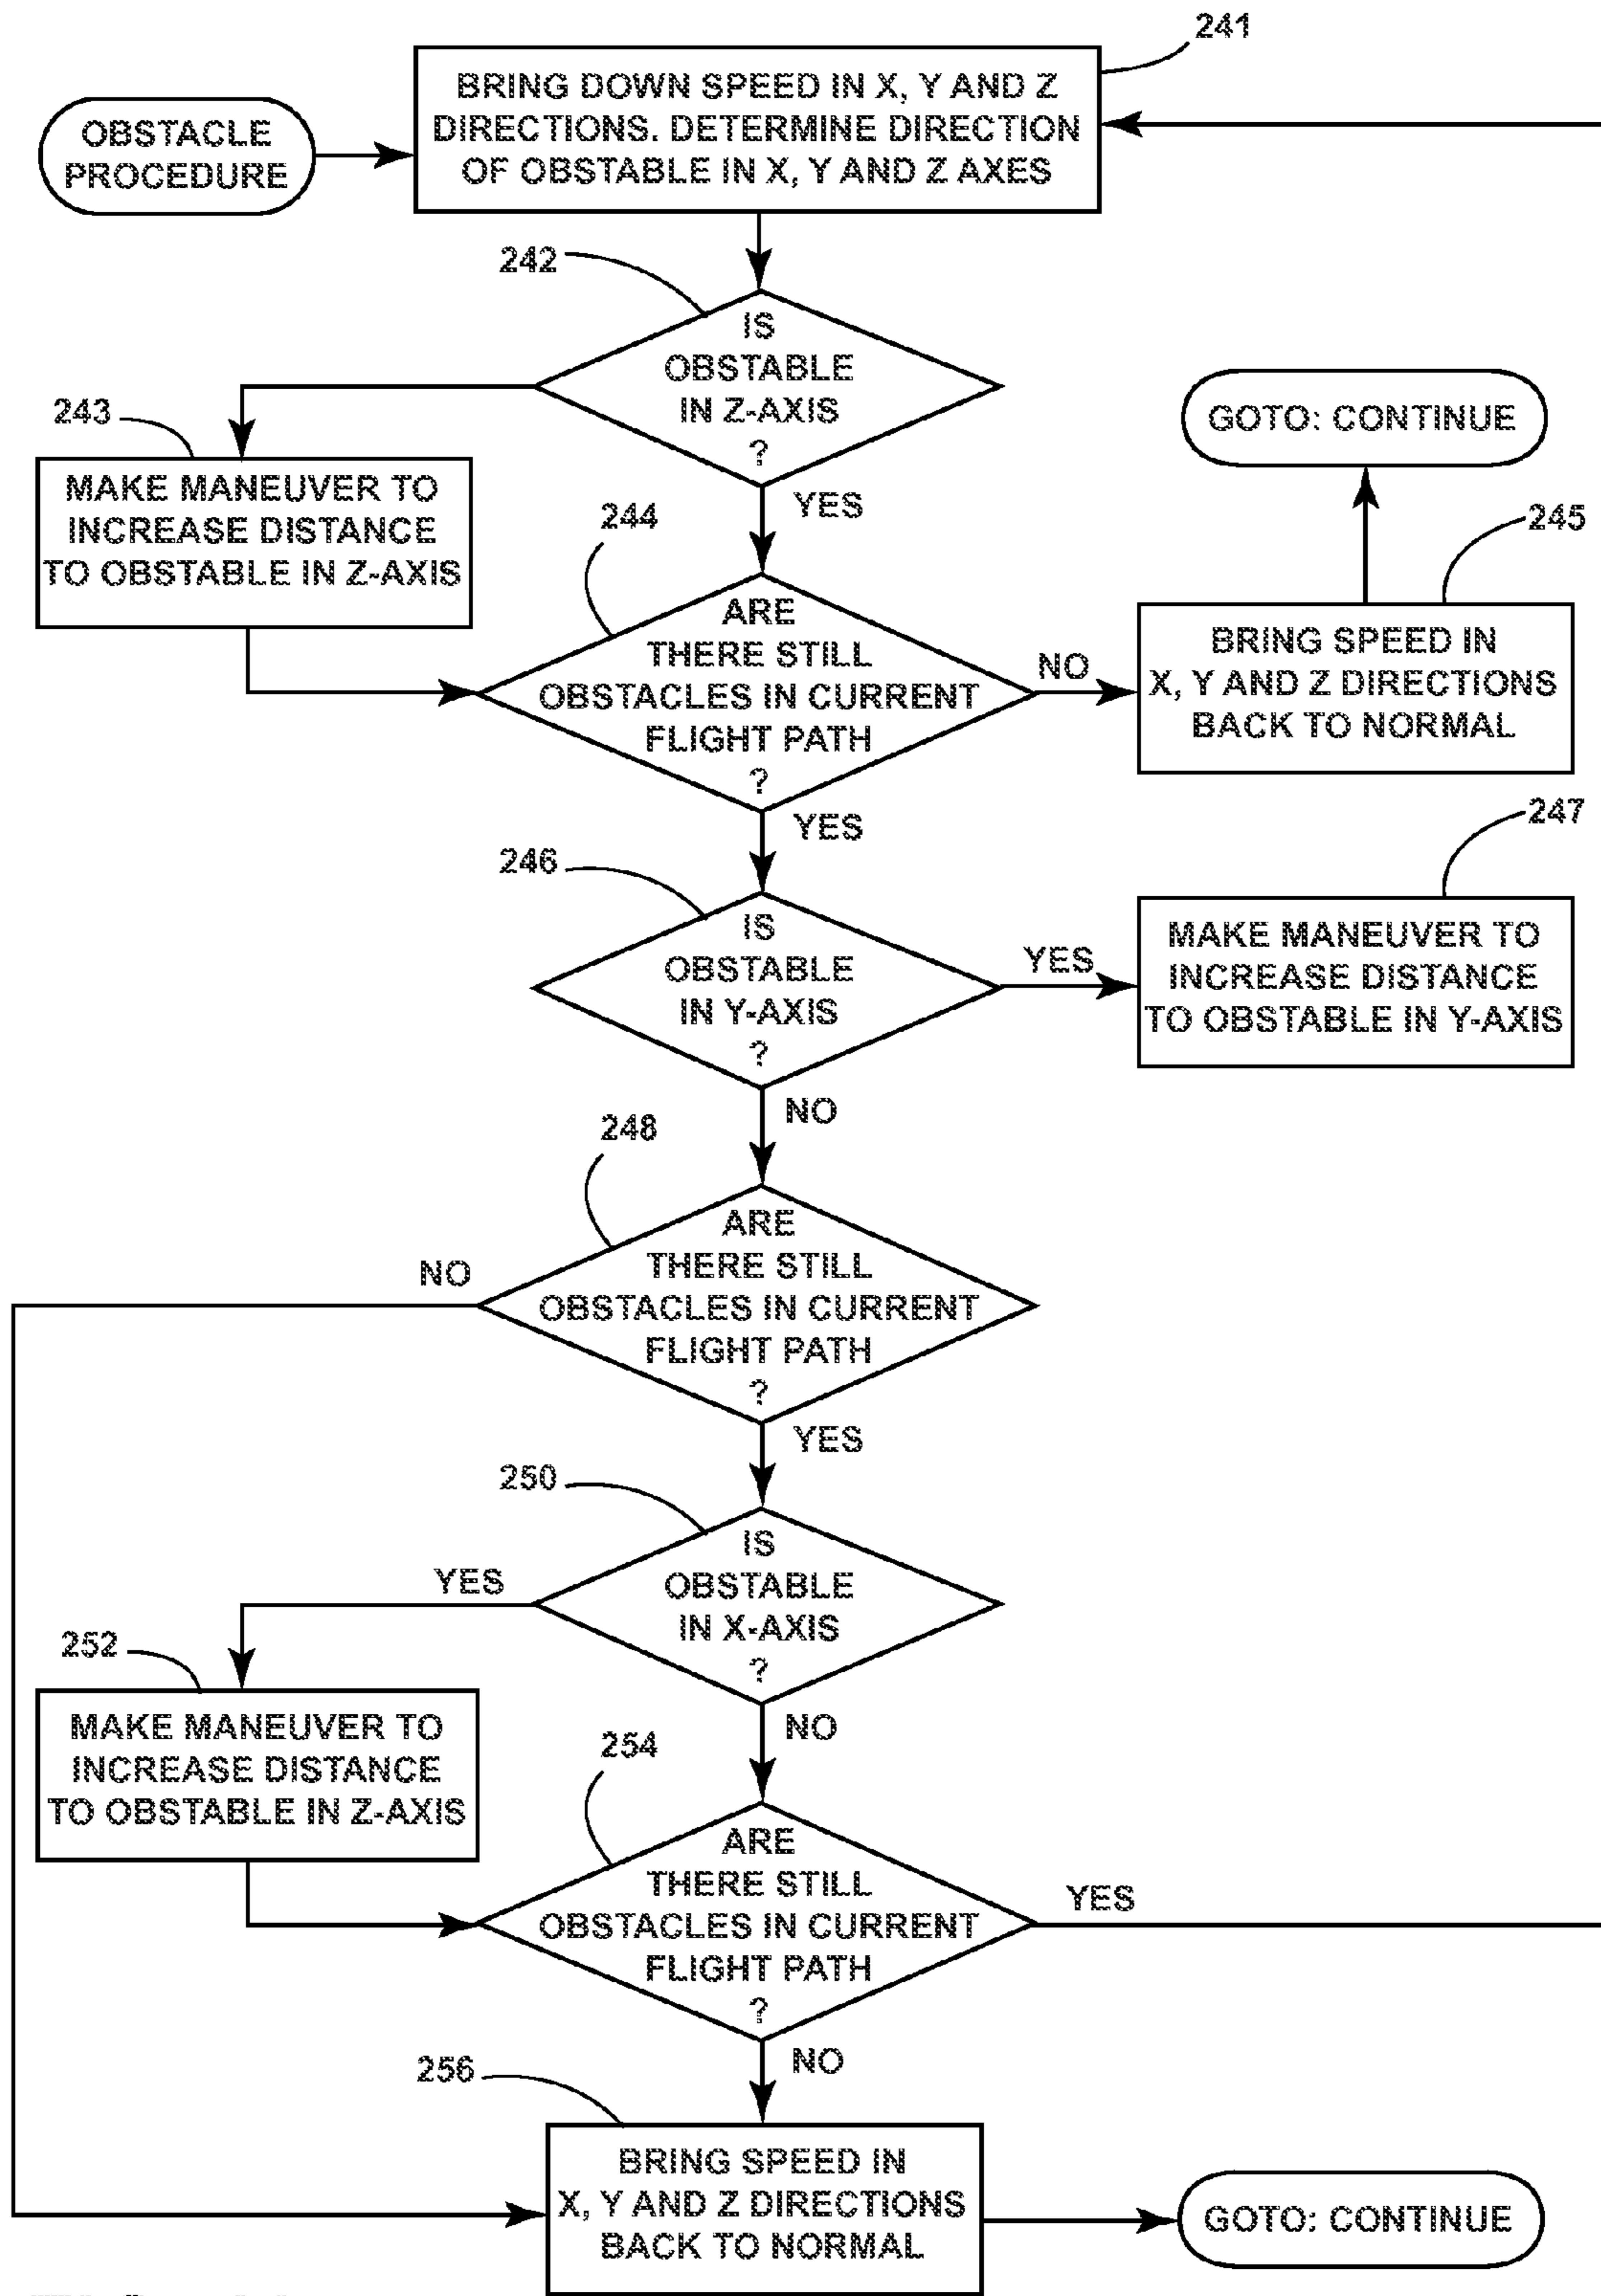 241
BRING DOWN SPEED IN X, Y AND Z
DIRECTIONS. DETERMINE DIRECTION
OF OBSTABLE IN X, Y AND Z AXES
OBSTACLE
PROCEDURE
242
IS
OBSTABLE
IN Z-AXIS
?
243
MAKE MANEUVER TO
INCREASE DISTANCE
TO OBSTABLE IN Z-AXIS
GOTO: CONTINUE
YES
244
ARE
THERE STILL
OBSTACLES IN CURRENT
FLIGHT PATH
?
NO
245
BRING SPEED IN
X, Y AND Z DIRECTIONS
BACK TO NORMAL
YES
246
IS
OBSTABLE
IN Y-AXIS
?
YES
247
MAKE MANEUVER TO
INCREASE DISTANCE
TO OBSTABLE IN Y-AXIS
NO
248
ARE
THERE STILL
OBSTACLES IN CURRENT
FLIGHT PATH
?
NO
YES
250
IS
OBSTABLE
IN X-AXIS
?
YES
252
MAKE MANEUVER TO
INCREASE DISTANCE
TO OBSTABLE IN Z-AXIS
NO
254
ARE
THERE STILL
OBSTACLES IN CURRENT
FLIGHT PATH
?
YES
NO
256
BRING SPEED IN
X, Y AND Z DIRECTIONS
BACK TO NORMAL
GOTO: CONTINUE